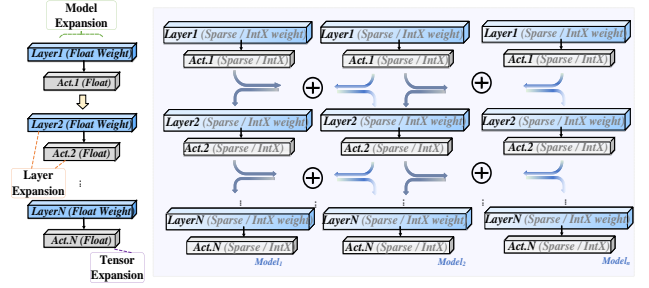 Model
Expansion
Layer1 (Float Weight)
Act.1 (Float)
Layer2 (Float Weight)
Act.2 (Float)
Layer
Expansion
⋮
LayerN (Float Weight)
Act.N (Float)
Tensor
Expansion
Layer1 (Sparse / IntX weight)
Act.1 (Sparse / IntX)
Layer2 (Sparse / IntX weight)
Act.2 (Sparse / IntX)
LayerN (Sparse / IntX weight)
Act.N (Sparse / IntX)
Model₁
Layer1 (Sparse / IntX weight)
Act.1 (Sparse / IntX)
Layer2 (Sparse / IntX weight)
Act.2 (Sparse / IntX)
LayerN (Sparse / IntX weight)
Act.N (Sparse / IntX)
Model₂
Layer1 (Sparse / IntX weight)
Act.1 (Sparse / IntX)
Layer2 (Sparse / IntX weight)
Act.2 (Sparse / IntX)
LayerN (Sparse / IntX weight)
Act.N (Sparse / IntX)
Modelₙ